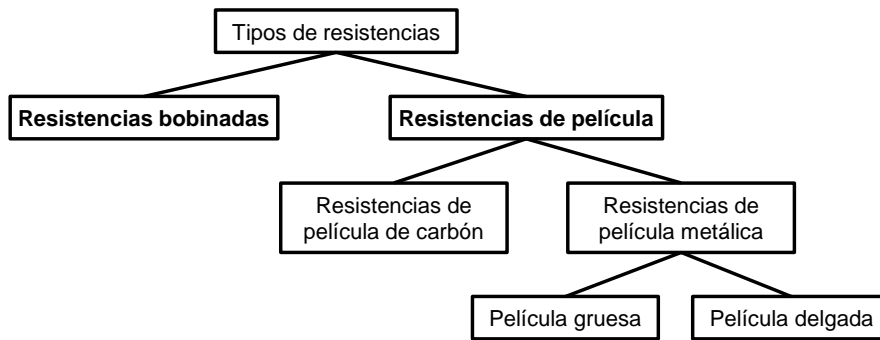 Tipos de resistencias
Resistencias bobinadas
Resistencias de película
Resistencias de
película de carbón
Resistencias de
película metálica
Película gruesa
Película delgada